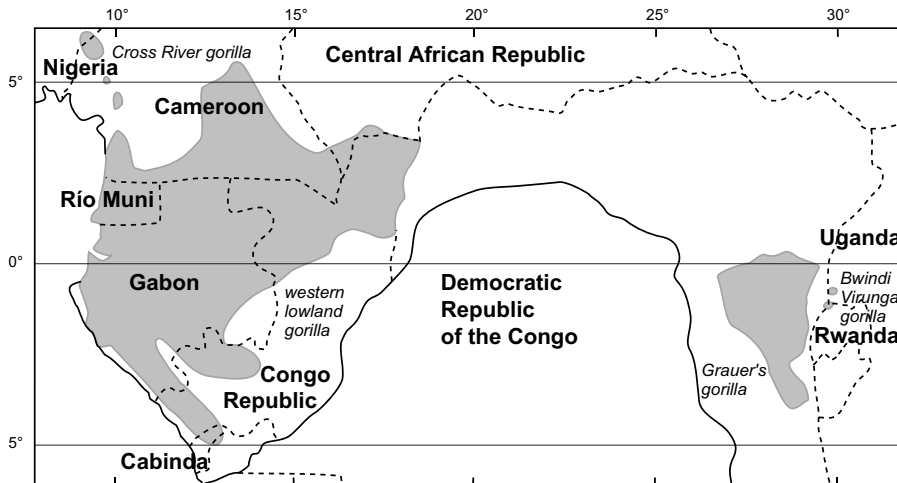 10° 15° 20° 25° 30°
Cross River gorilla
Central African Republic
Nigeria
5°
Cameroon
Río Muni
Uganda
0°
Gabon
western
lowland
gorilla
Democratic
Republic
of the Congo
Bwindi
Virunga
gorilla
Rwanda
Grauer's
gorilla
Congo
Republic
5°
Cabinda